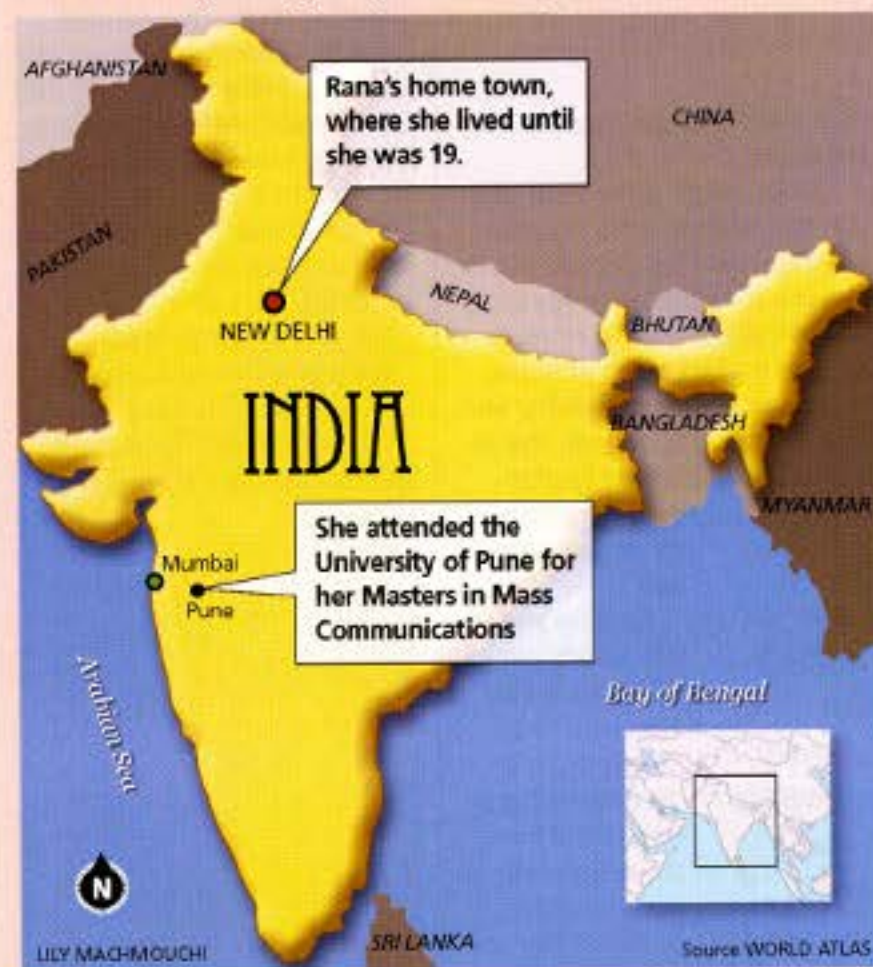 AFGHANISTAN
Rana's home town,
where she lived until
she was 19.
CHINA
PAKISTAN
NEPAL
NEW DELHI
BHUTAN
INDIA
BANGLADESH
MYANMAR
She attended the
University of Pune for
her Masters in Mass
Communications
Mumbai
Pune
Arabian Sea
Bay of Bengal
N
LILY MACHMOUCHI
SRI LANKA
Source WORLD ATLAS